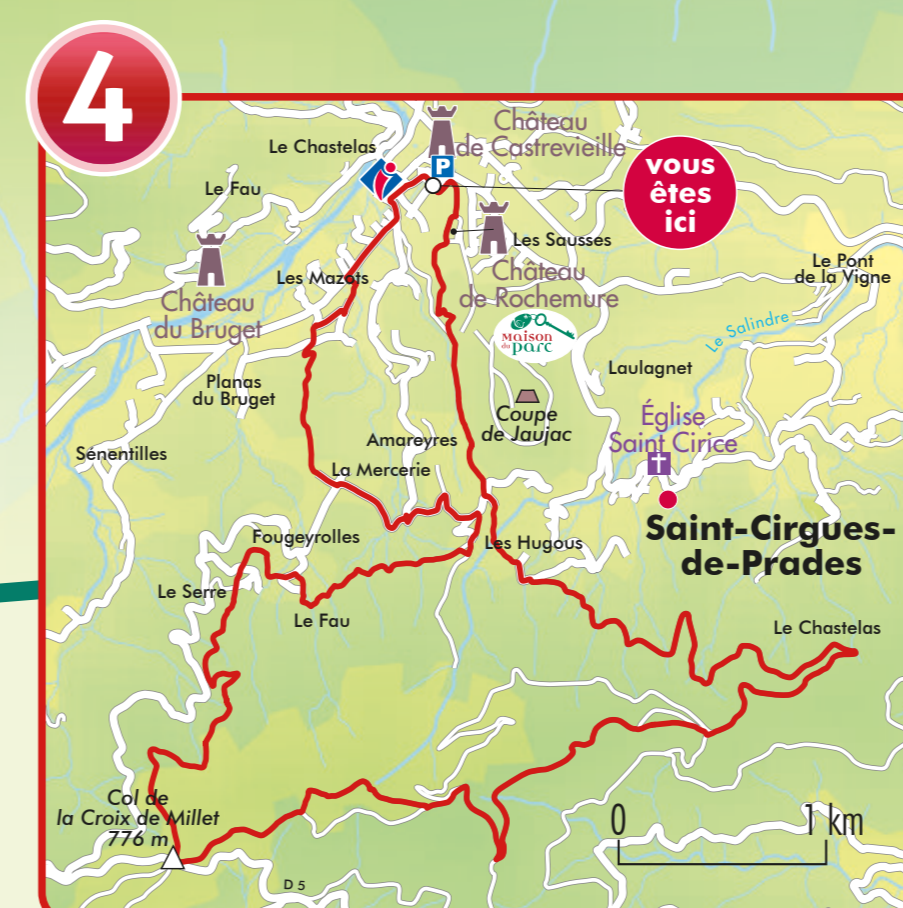 4
Château
de Castrevieille
Le Chastelas
P
vous
êtes
ici
Le Fau
Les Sausses
Château
de Rochemure
Le Pont
de la Vigne
Les Mazots
Château
du Bruget
Maison
du parc
Le Salindre
Laulagnet
Planas
du Bruget
Coupe
de Jaujac
Église
Saint Cirice
Amareyres
Sénentilles
La Mercerie
Saint-Cirgues-
de-Prades
Fougeyrolles
Les Hugous
Le Serre
Le Fau
Le Chastelas
Col de
la Croix de Millet
776 m
0 1 km
D 5